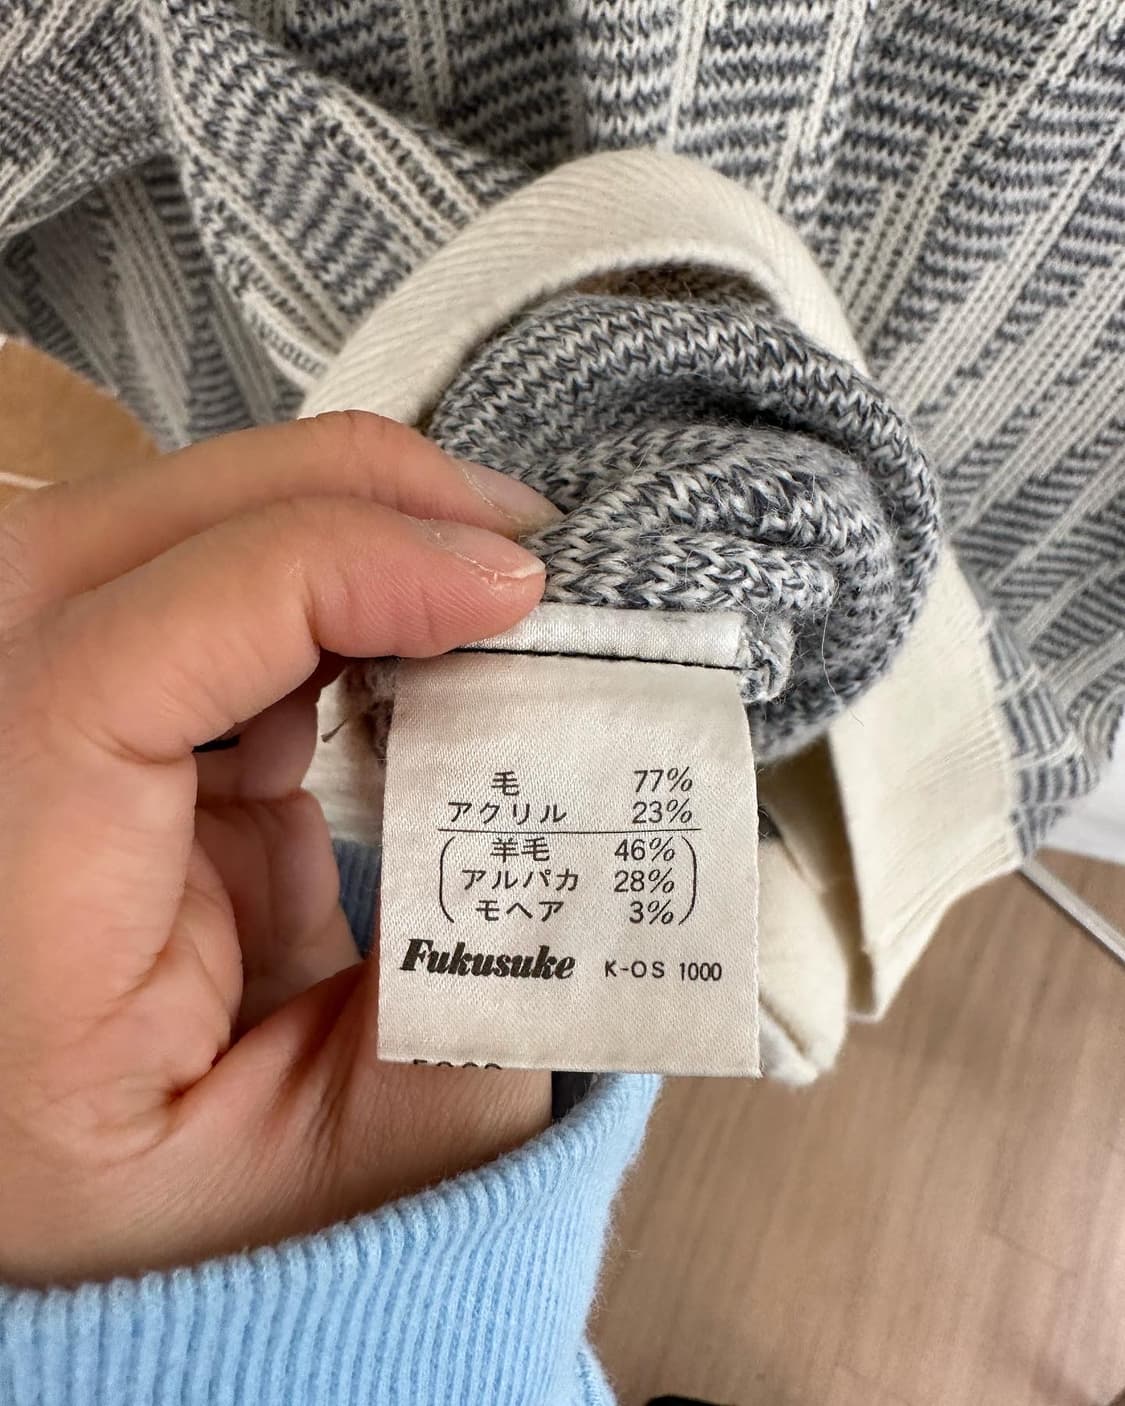 毛 77%
アクリル 23%
羊毛 46%
アルパカ 28%
モヘア 3%
Fukusuke K-OS 1000